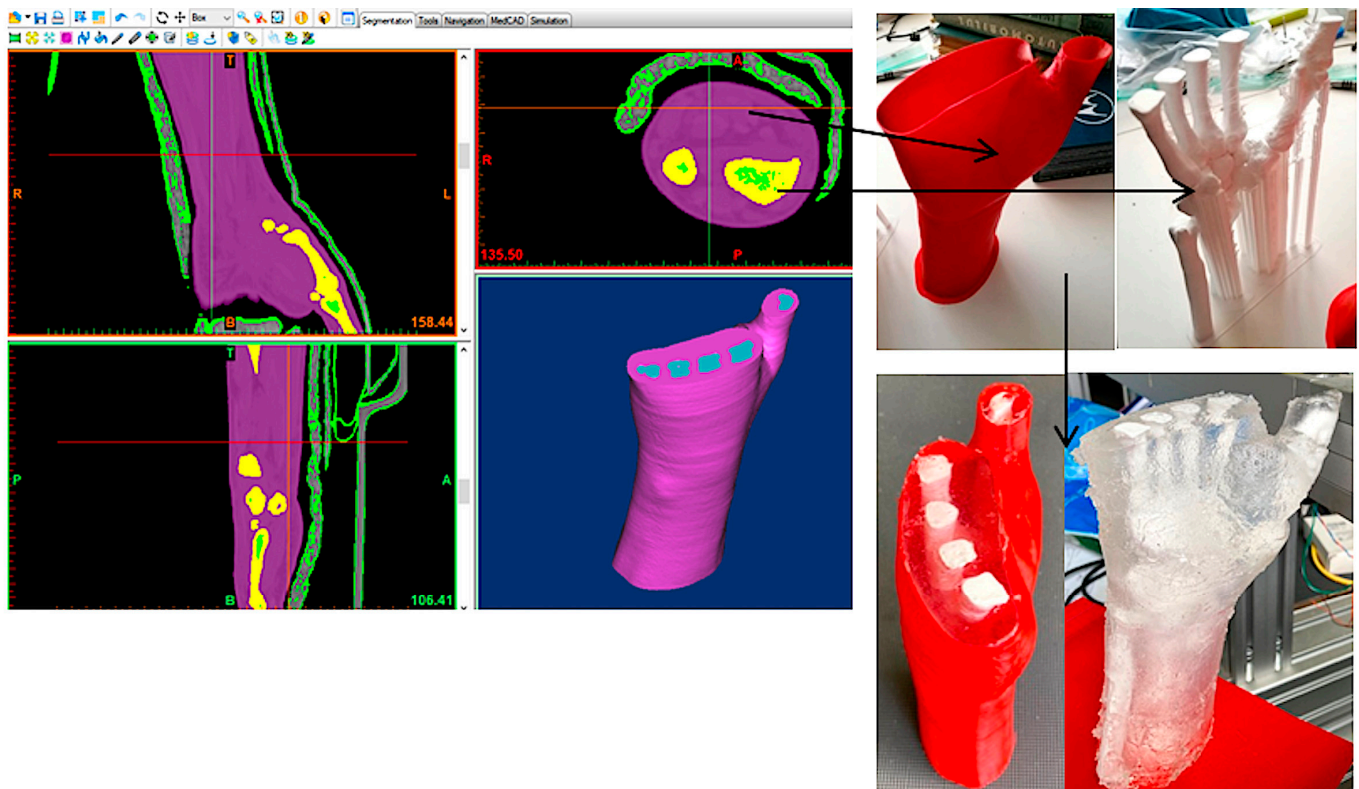 Box
Segmentation Tools Navigation MedCAD Simulation
T
R
L
B
158.44
A
R
P
135.50
T
P
A
B
106.41